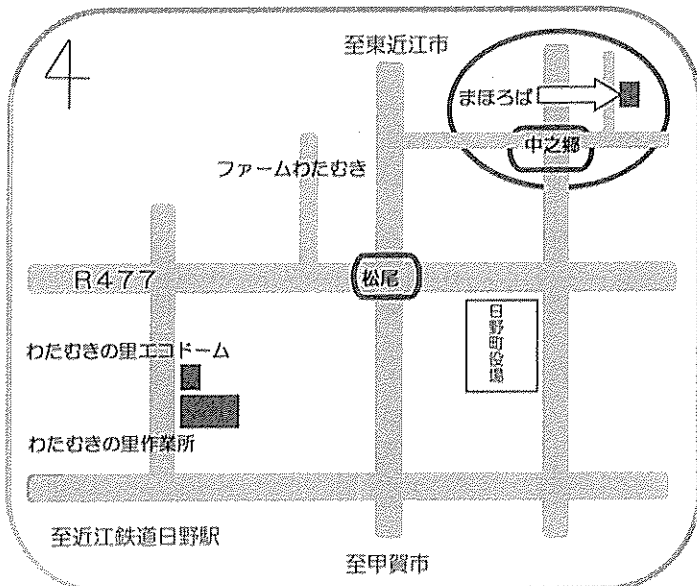 至東近江市
まほろば
中之郷
ファームわたむき
R477
松尾
日野町役場
わたむきの里エコドーム
わたむきの里作業所
至近江鉄道日野駅
至甲賀市